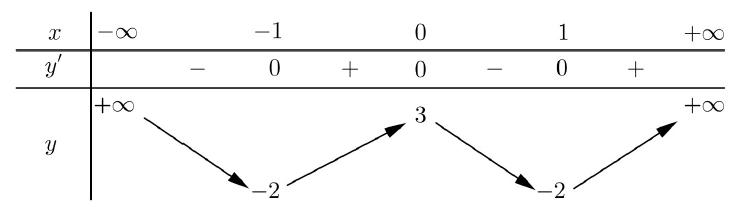 x −∞ −1 0 1 +∞
y′ − 0 + 0 − 0 +
+∞ 3 +∞
y
−2 −2